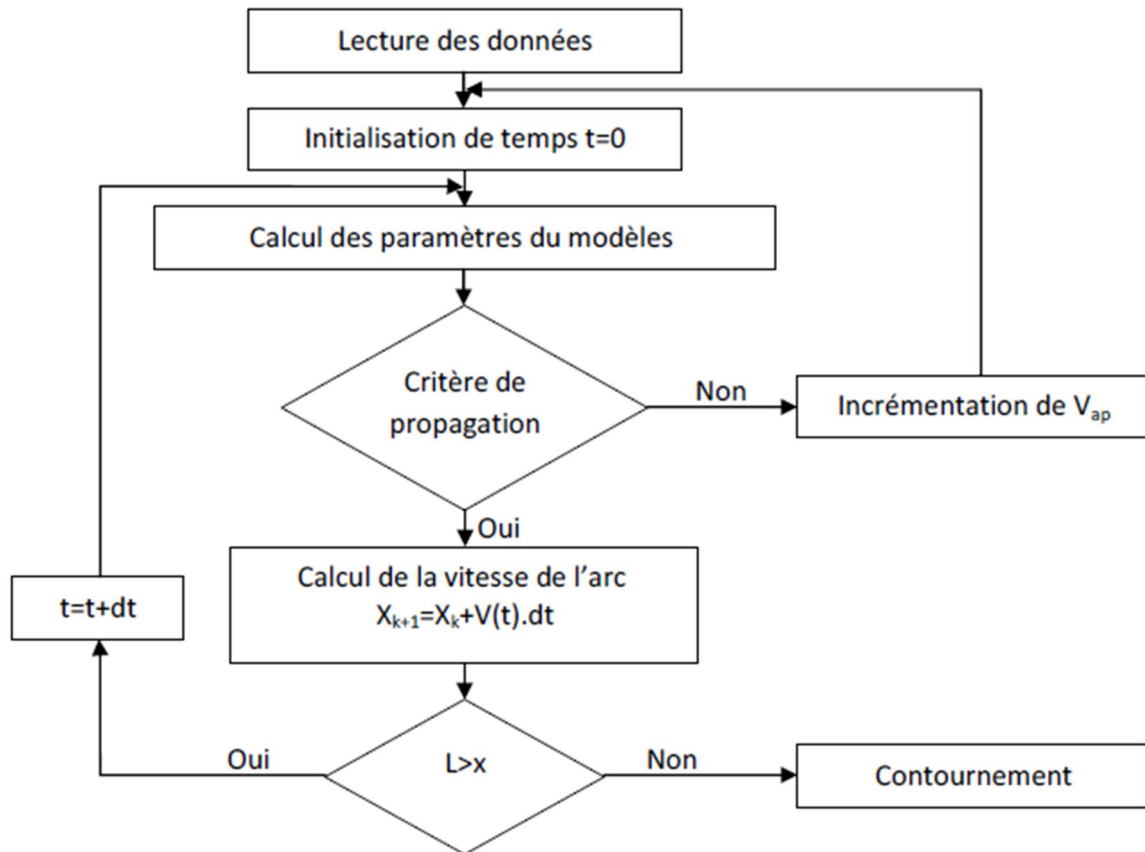 Lecture des données
Initialisation de temps t=0
Calcul des paramètres du modèles
Critère de
propagation
Non
Incrémentation de Vap
Oui
Calcul de la vitesse de l’arc
Xk+1=Xk+V(t).dt
t=t+dt
Oui
L>x
Non
Contournement